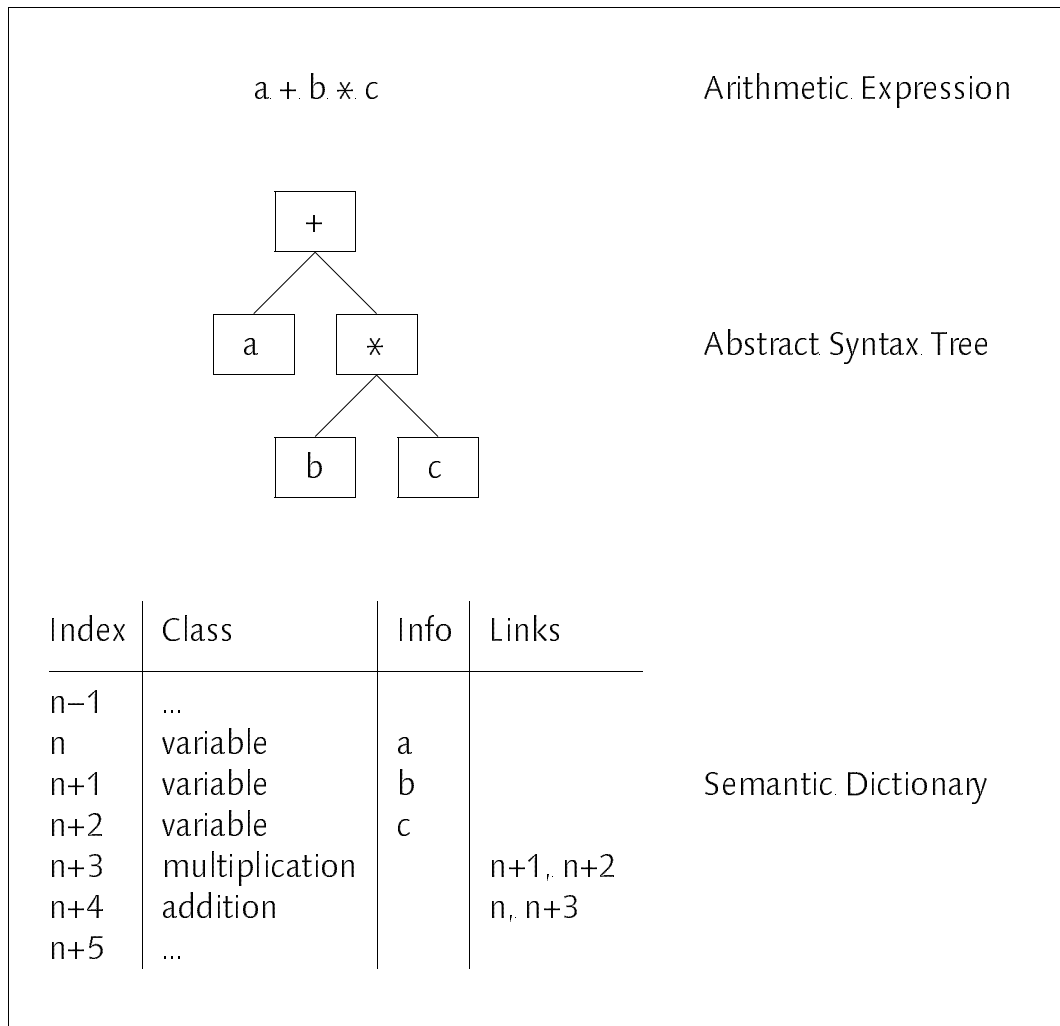 a + b * c Arithmetic Expression
+
a * Abstract Syntax Tree
b c
Index Class Info Links
n–1 ...
n variable a
n+1 variable b Semantic Dictionary
n+2 variable c
n+3 multiplication n+1, n+2
n+4 addition n, n+3
n+5 ...